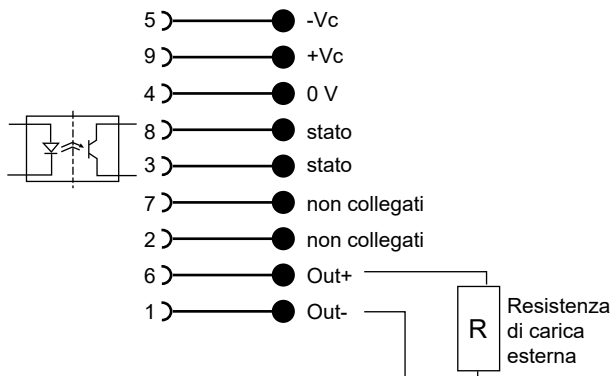 5 -Vc
9 +Vc
4 0 V
8 stato
3 stato
7 non collegati
2 non collegati
6 Out+
1 Out-
R
Resistenza
di carica
esterna